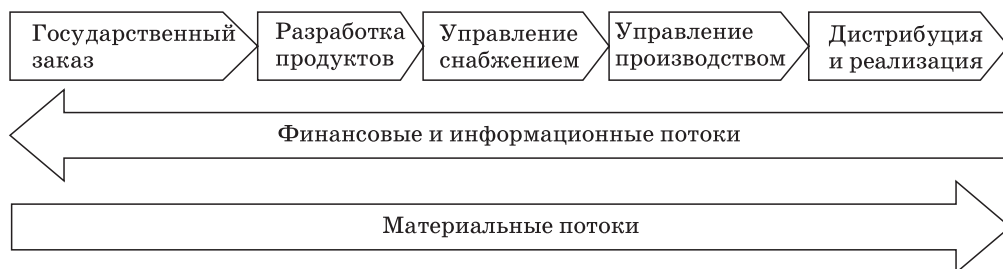 Государственный
заказ
Разработка
продуктов
Управление
снабжением
Управление
производством
Дистрибуция
и реализация
Финансовые и информационные потоки
Материальные потоки